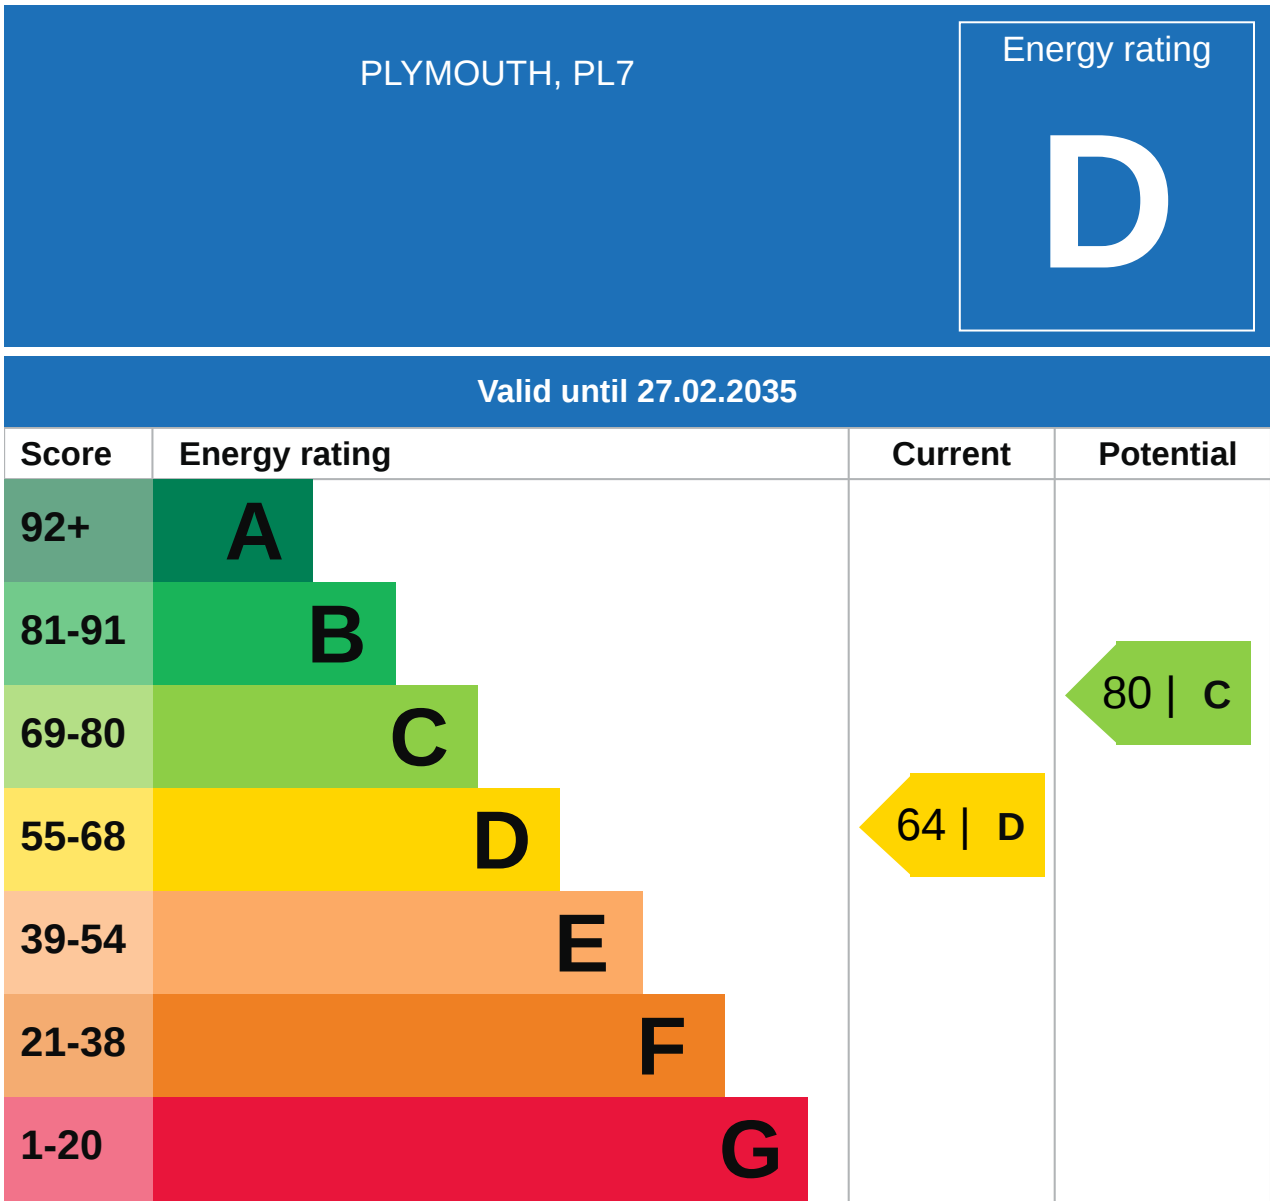 PLYMOUTH, PL7
Energy rating
D
Valid until 27.02.2035
Score Energy rating Current Potential
92+ A
81-91 B
80 | C
69-80 C
64 | D
55-68 D
39-54 E
21-38 F
1-20 G